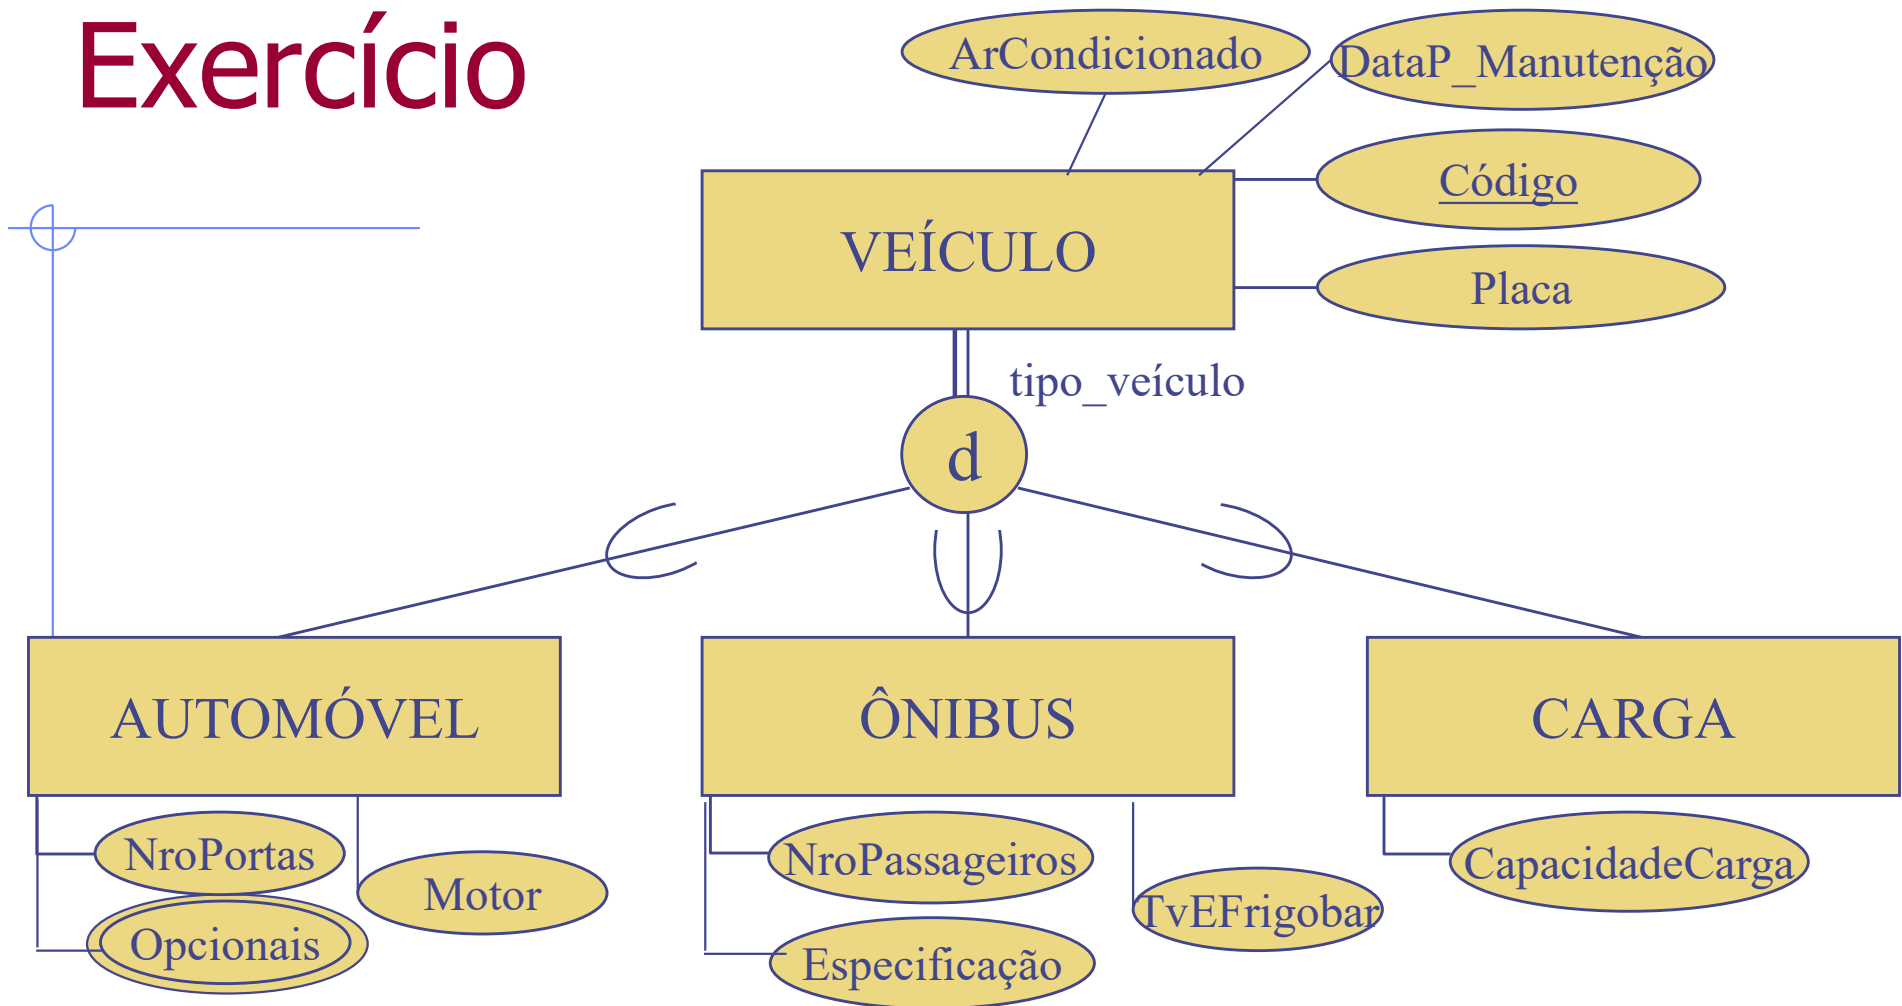 Exercício
ArCondicionado
DataP_Manutenção
Código
VEÍCULO
Placa
tipo_veículo
d
AUTOMÓVEL
ÔNIBUS
CARGA
NroPortas
Motor
Opcionais
NroPassageiros
TvEFrigobar
Especificação
CapacidadeCarga